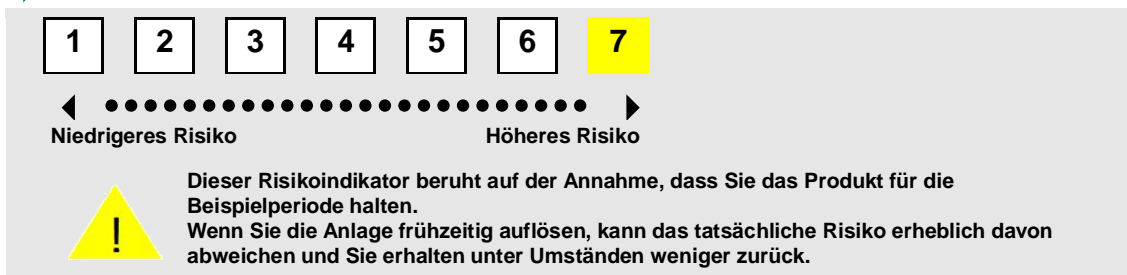 1 2 3 4 5 6 7
Niedrigeres Risiko Höheres Risiko
Dieser Risikoindikator beruht auf der Annahme, dass Sie das Produkt für die
Beispielperiode halten.
! Wenn Sie die Anlage frühzeitig auflösen, kann das tatsächliche Risiko erheblich davon
abweichen und Sie erhalten unter Umständen weniger zurück.